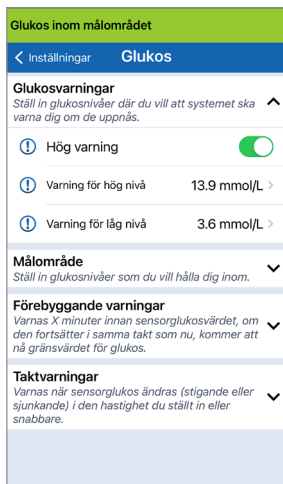 Glukos inom målområdet
Inställningar Glukos
Glukosvarningar
Ställ in glukosnivåer där du vill att systemet ska
varna dig om de uppnås.
Hög varning
Varning för hög nivå 13.9 mmol/L
Varning för låg nivå 3.6 mmol/L
Målområde
Ställ in glukosnivåer som du vill hålla dig inom.
Förebyggande varningar
Varnas X minuter innan sensorglukosvärdet, om
den fortsätter i samma takt som nu, kommer att
nå gränsvärdet för glukos.
Taktvarningar
Varnas när sensorglukos ändras (stigande eller
sjunkande) i den hastighet du ställt in eller
snabbare.